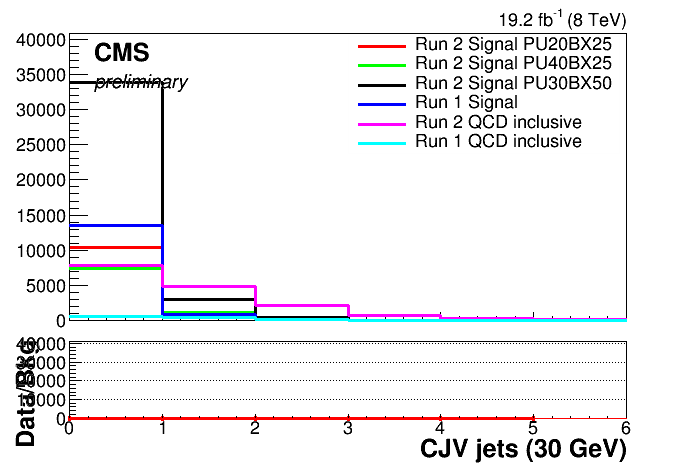 19.2 fb⁻¹ (8 TeV)
CMS
preliminary
Run 2 Signal PU20BX25
Run 2 Signal PU40BX25
Run 2 Signal PU30BX50
Run 1 Signal
Run 2 QCD inclusive
Run 1 QCD inclusive
40000
35000
30000
25000
20000
15000
10000
5000
0
Data/Bkg
40000
30000
20000
10000
0
0 1 2 3 4 5 6
CJV jets (30 GeV)